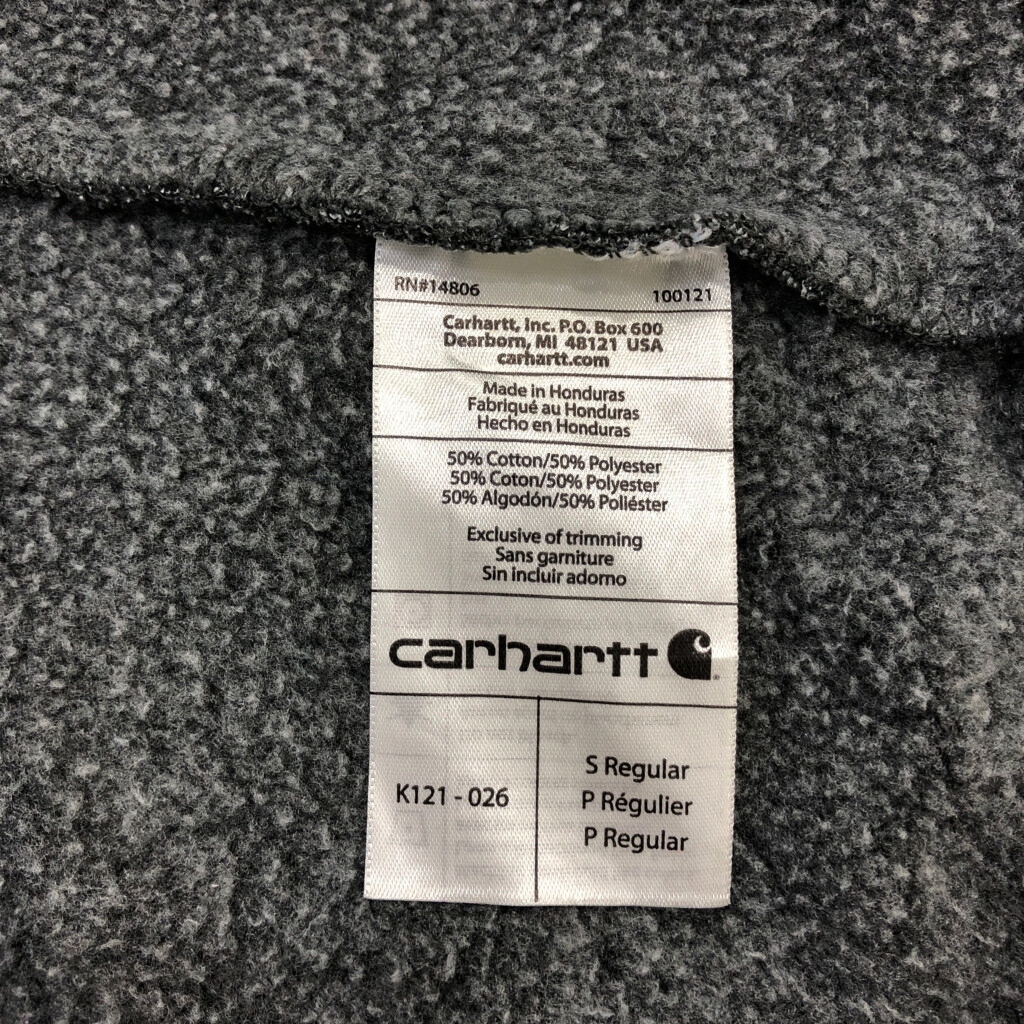 RN#14806 100121
Carhartt, Inc. P.O. Box 600
Dearborn, MI 48121 USA
carhartt.com
Made in Honduras
Fabriqué au Honduras
Hecho en Honduras
50% Cotton/50% Polyester
50% Coton/50% Polyester
50% Algodón/50% Poliéster
Exclusive of trimming
Sans garniture
Sin incluir adorno
carhartt
K121 - 026
S Regular
P Régulier
P Regular